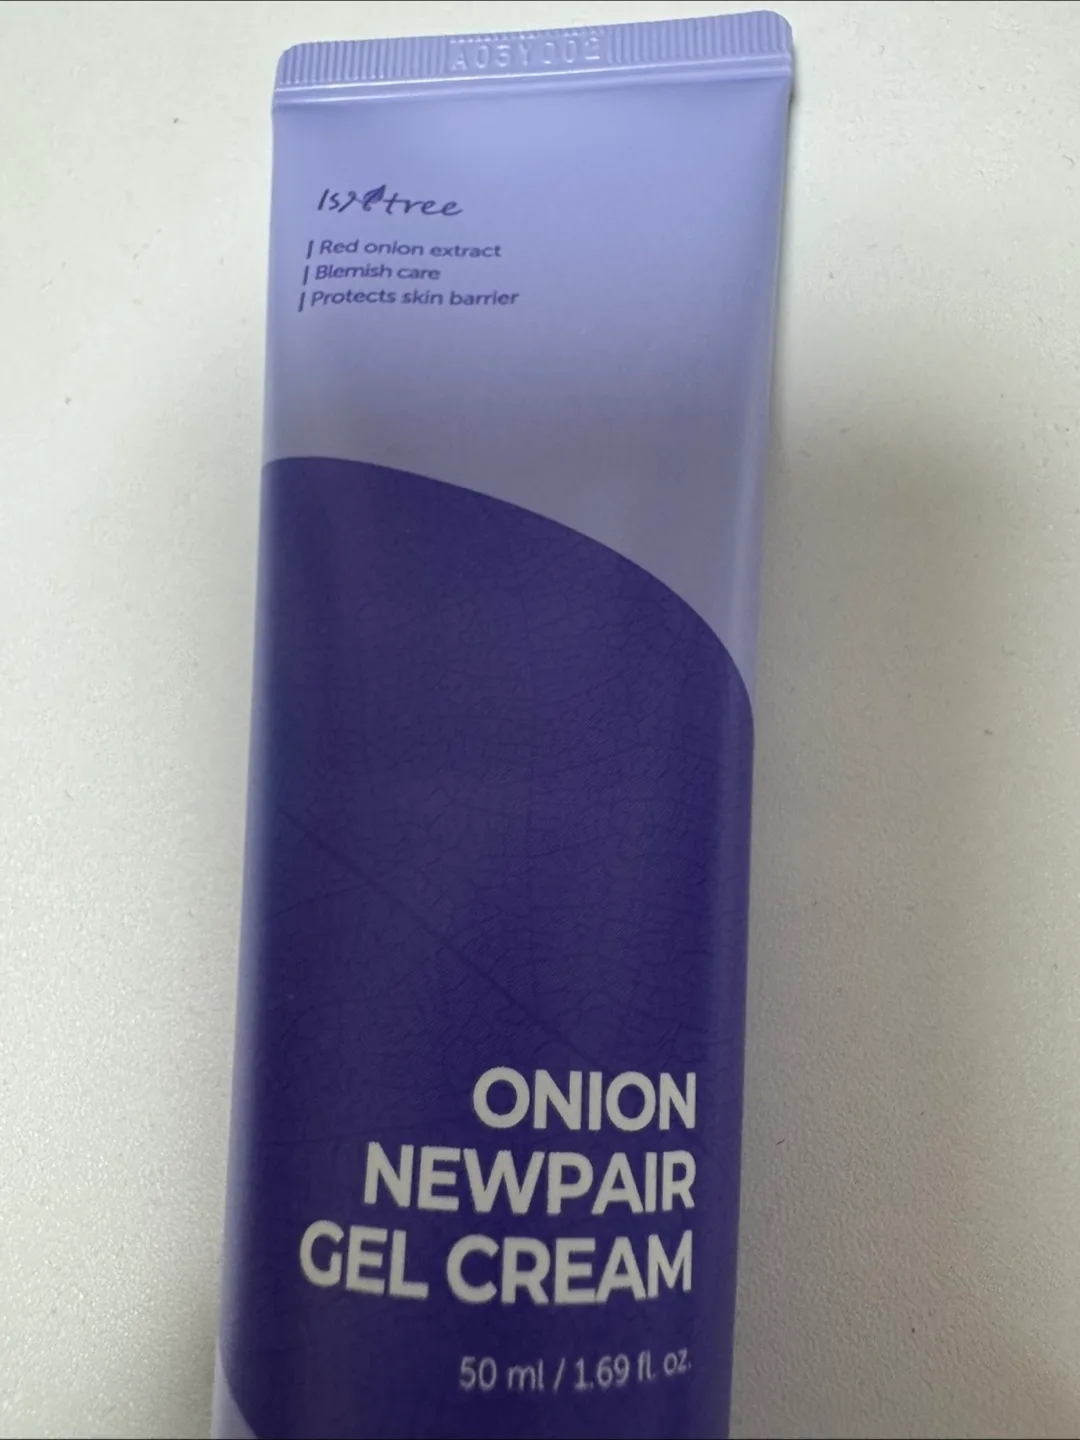 A05Y002
Isntree
Red onion extract
Blemish care
Protects skin barrier
ONION
NEWPAIR
GEL CREAM
50 ml / 1.69 fl. oz.